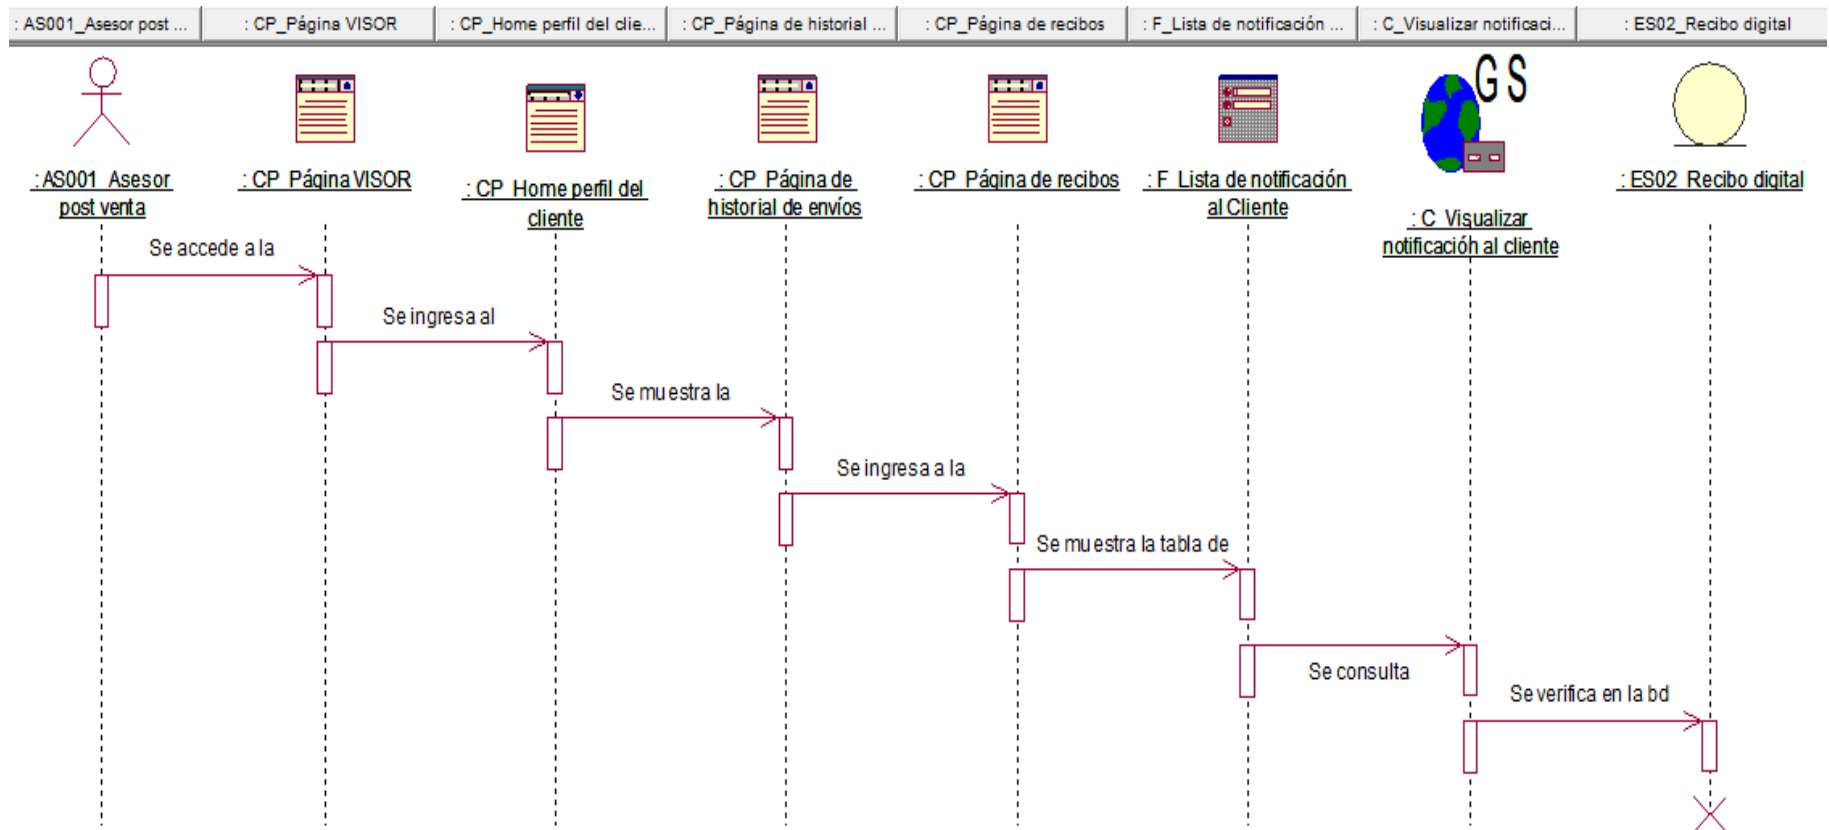 : AS001_Asesor post ...
: CP_Página VISOR
: CP_Home perfil del clie...
: CP_Página de historial ...
: CP_Página de recibos
: F_Lista de notificación ...
: C_Visualizar notificaci...
: ES02_Recibo digital
GS
: AS001_Asesor
post venta
: CP_Página VISOR
: CP_Home perfil del
cliente
: CP_Página de
historial de envíos
: CP_Página de recibos
: F_Lista de notificación
al Cliente
: C_Visualizar
notificación al cliente
: ES02_Recibo digital
Se accede a la
Se ingresa al
Se muestra la
Se ingresa a la
Se muestra la tabla de
Se consulta
Se verifica en la bd